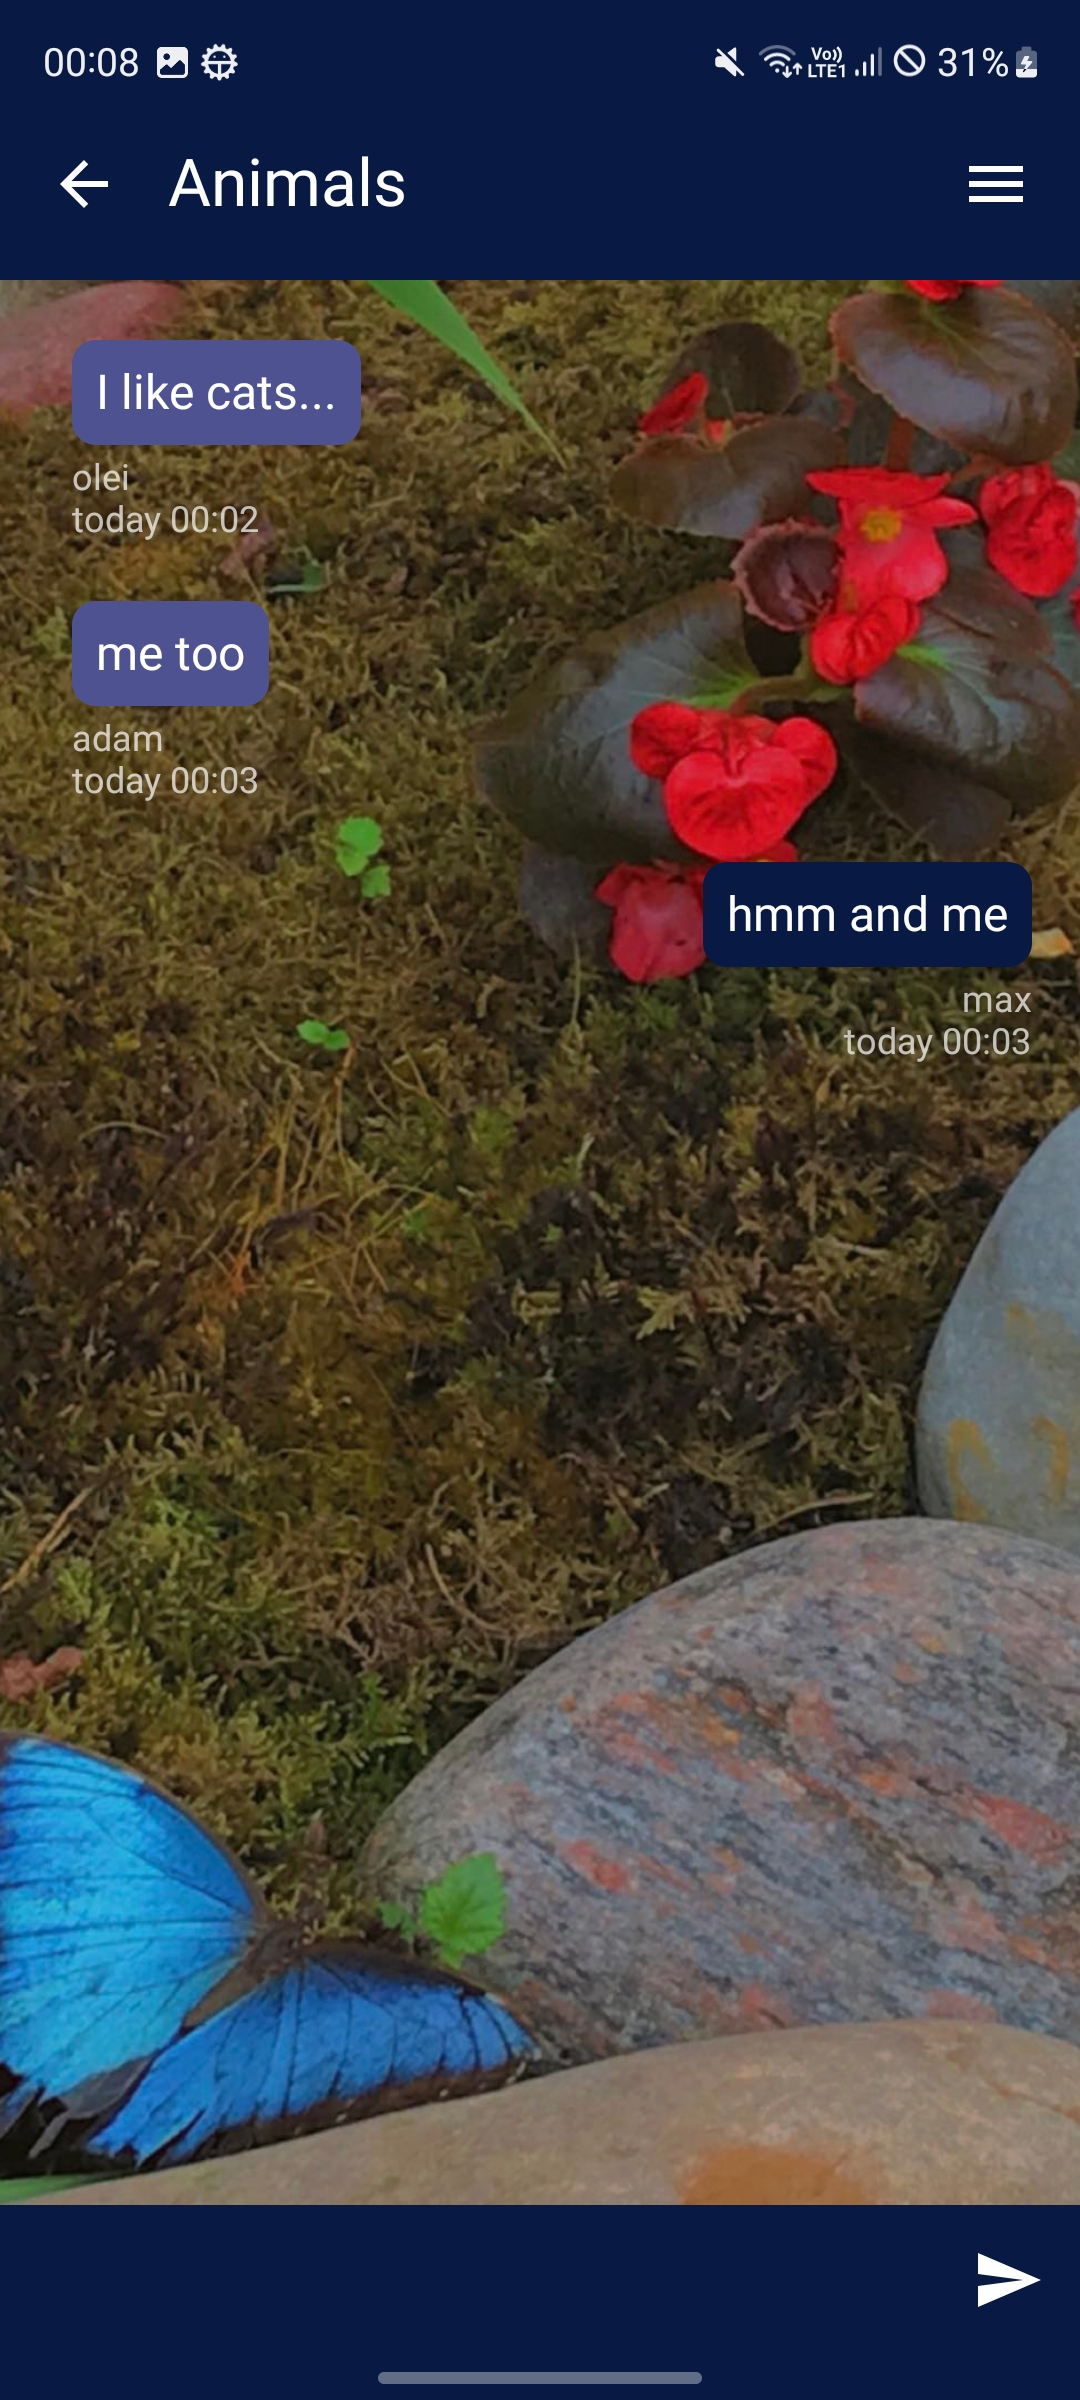 00:08 Vo)) LTE1 31%
Animals
I like cats...
olei
today 00:02
me too
adam
today 00:03
hmm and me
max
today 00:03